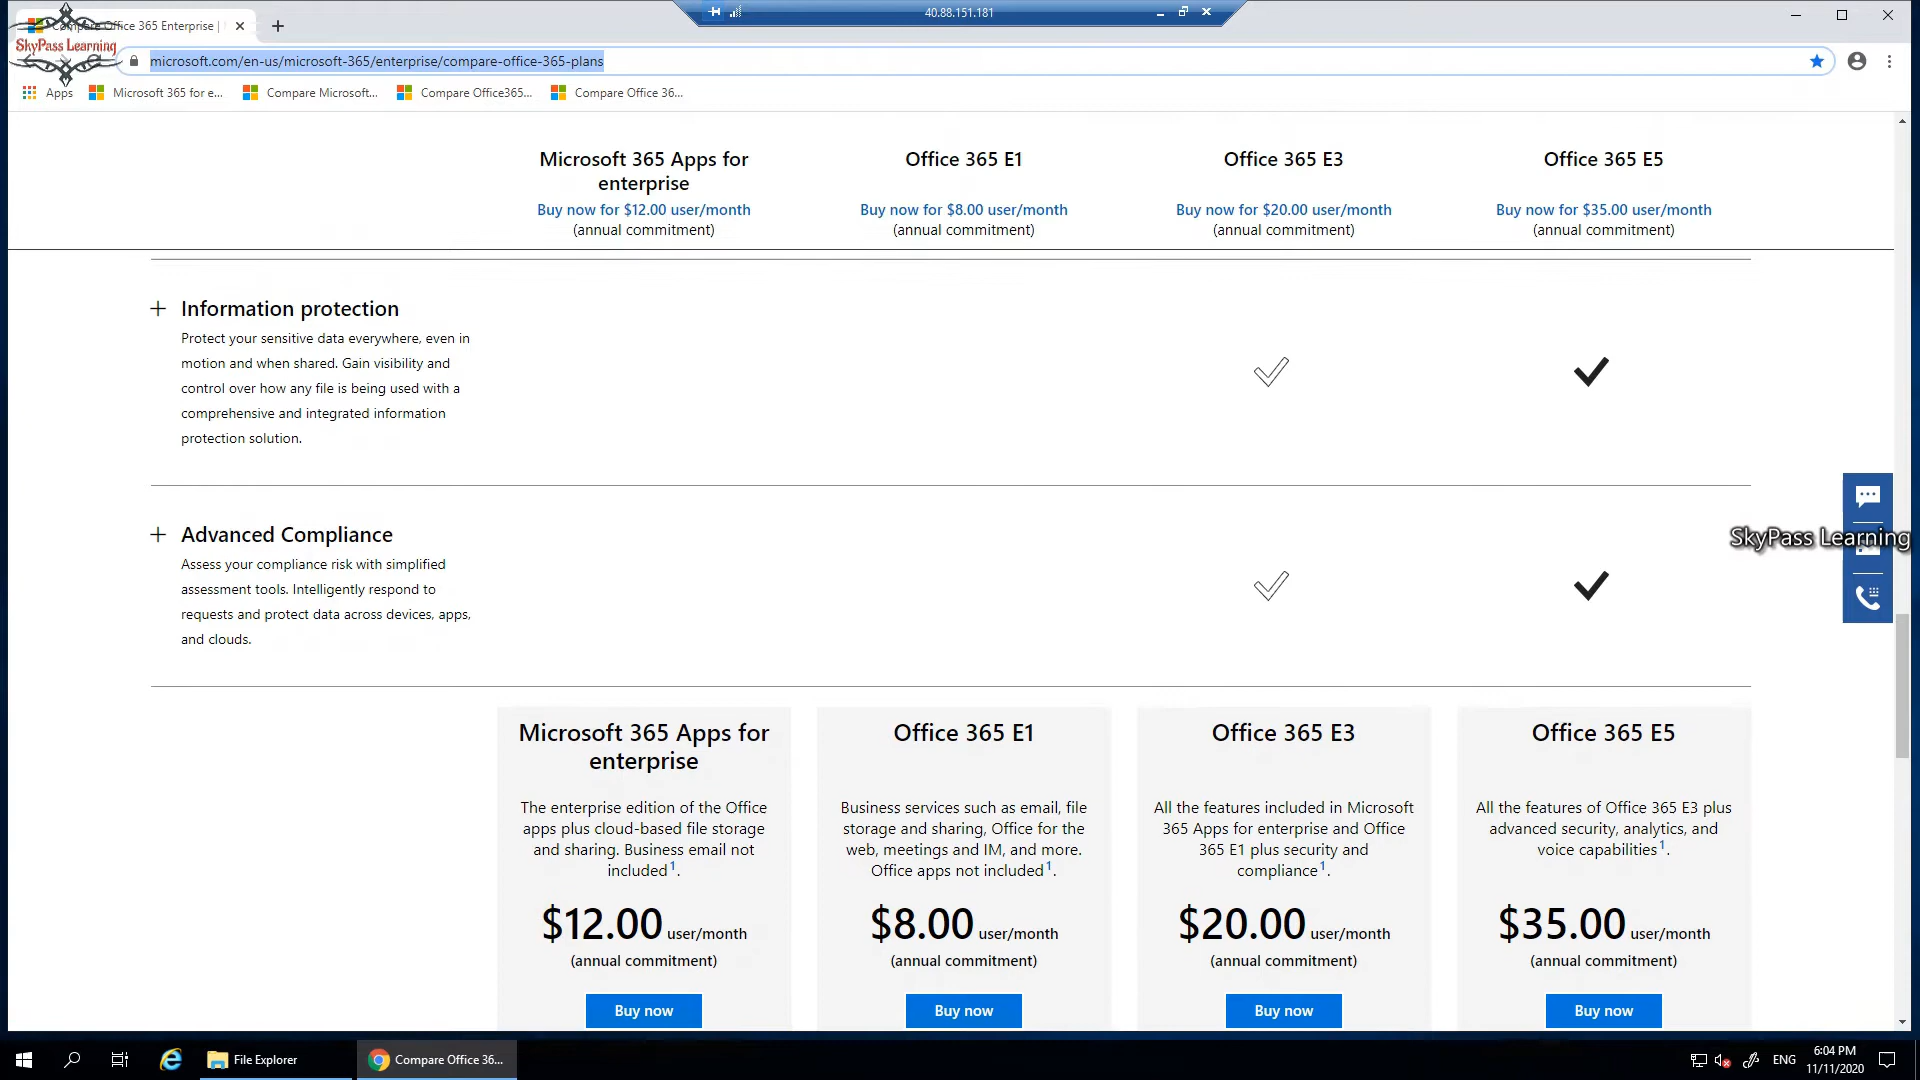 Compare Office 365 Enterprise |
40.88.151.181
SkyPass Learning
microsoft.com/en-us/microsoft-365/enterprise/compare-office-365-plans
Apps
Microsoft 365 for e...
Compare Microsoft...
Compare Office365...
Compare Office 36...
Microsoft 365 Apps for
enterprise
Buy now for $12.00 user/month
(annual commitment)
Office 365 E1
Buy now for $8.00 user/month
(annual commitment)
Office 365 E3
Buy now for $20.00 user/month
(annual commitment)
Office 365 E5
Buy now for $35.00 user/month
(annual commitment)
Information protection
Protect your sensitive data everywhere, even in
motion and when shared. Gain visibility and
control over how any file is being used with a
comprehensive and integrated information
protection solution.
Advanced Compliance
Assess your compliance risk with simplified
assessment tools. Intelligently respond to
requests and protect data across devices, apps,
and clouds.
SkyPass Learning
Microsoft 365 Apps for
enterprise
The enterprise edition of the Office
apps plus cloud-based file storage
and sharing. Business email not
included1.
$12.00 user/month
(annual commitment)
Buy now
Office 365 E1
Business services such as email, file
storage and sharing, Office for the
web, meetings and IM, and more.
Office apps not included1.
$8.00 user/month
(annual commitment)
Buy now
Office 365 E3
All the features included in Microsoft
365 Apps for enterprise and Office
365 E1 plus security and
compliance1.
$20.00 user/month
(annual commitment)
Buy now
Office 365 E5
All the features of Office 365 E3 plus
advanced security, analytics, and
voice capabilities1.
$35.00 user/month
(annual commitment)
Buy now
File Explorer
Compare Office 36...
ENG
6:04 PM
11/11/2020